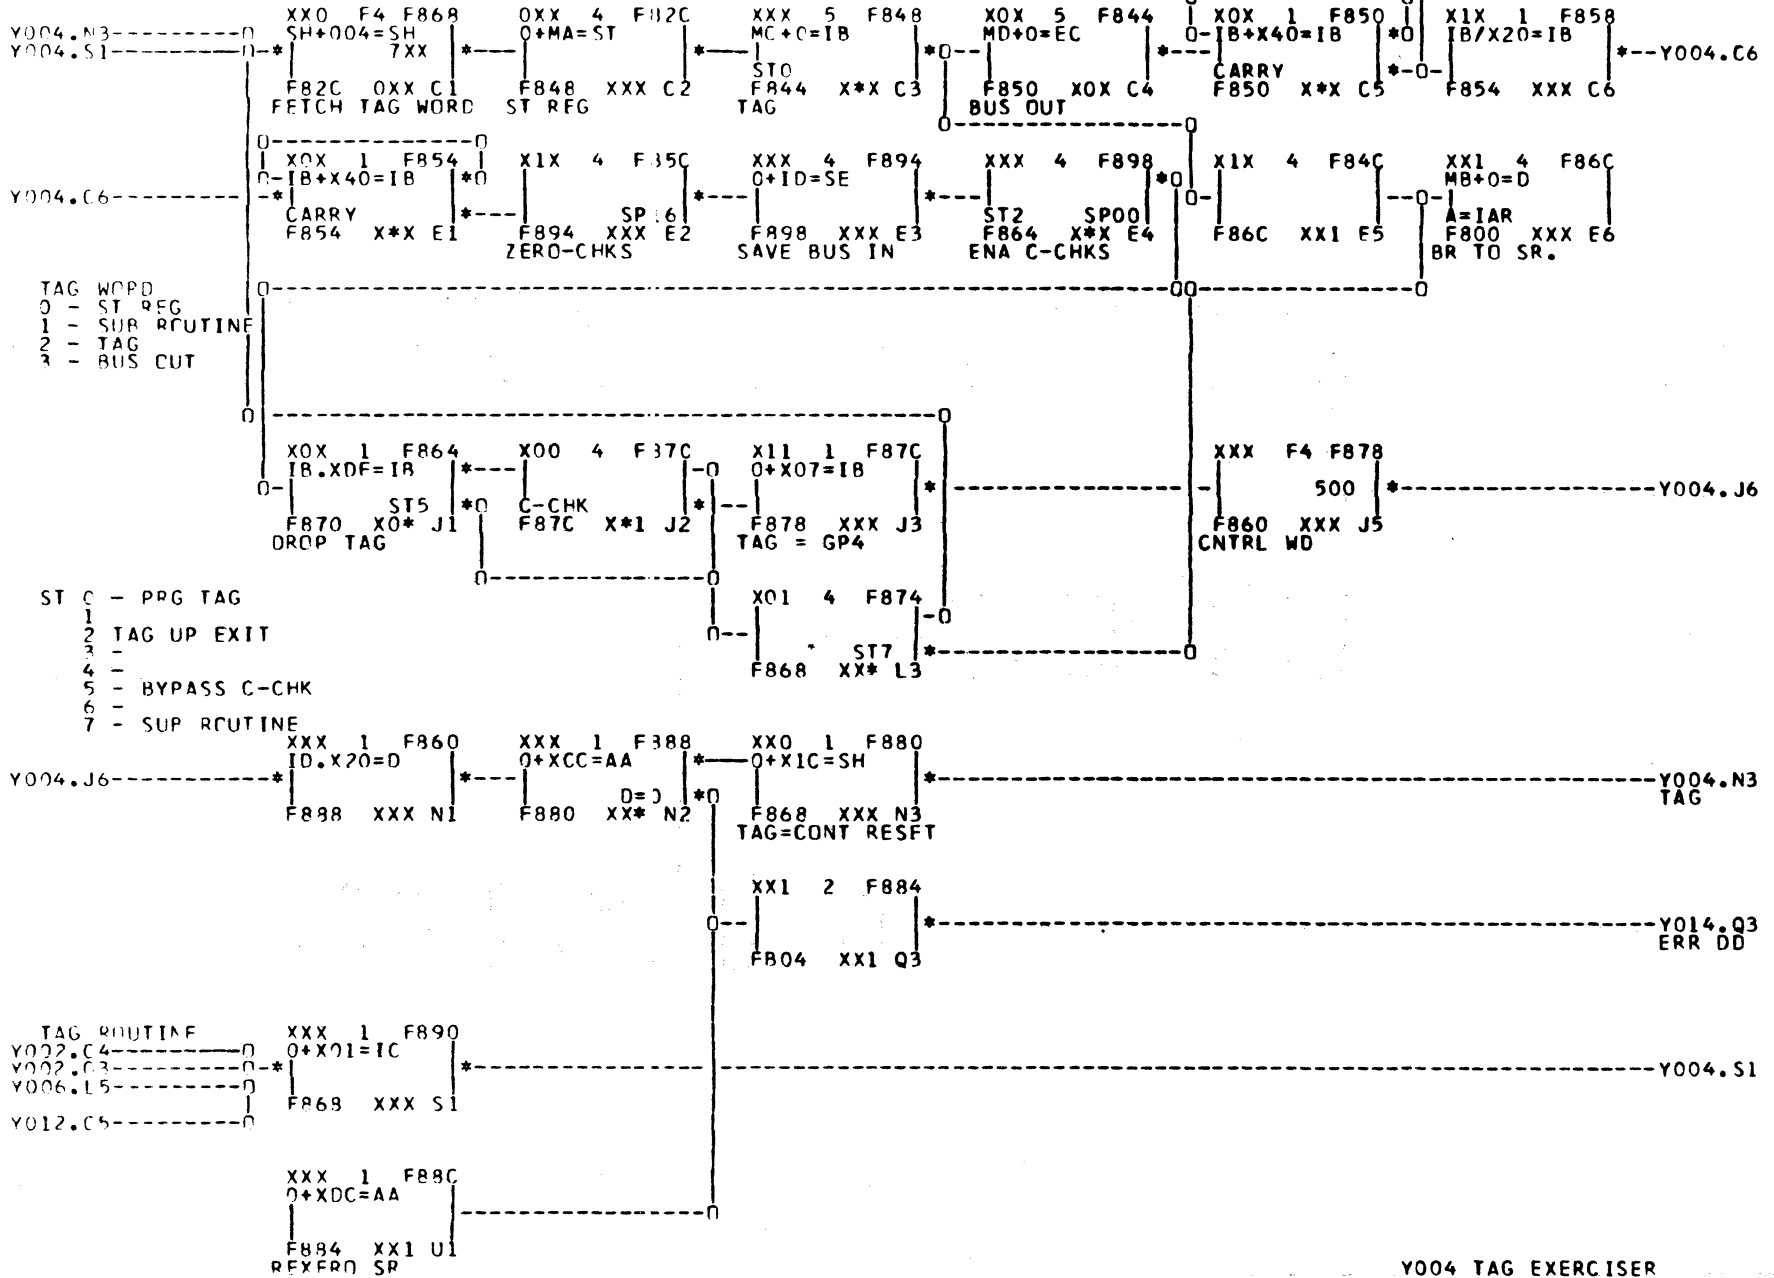 XX0 F4 F868 0XX 4 F82C XXX 5 F848 X0X 5 F844 X0X 1 F850 X1X 1 F858
Y004.N3 SH+004=SH 0+MA=ST MC+0=IB MD+0=EC IB+X40=IB IB/X20=IB
Y004.S1 7XX Y004.C6
ST0 CARRY
F82C 0XX C1 F848 XXX C2 F844 X*X C3 F850 X0X C4 F850 X*X C5 F854 XXX C6
FETCH TAG WORD ST REG TAG BUS OUT
X0X 1 F854 X1X 4 XXX 4 F894 XXX 4 F898 X1X 4 F84C XX1 4 F86C
IB+X40=IB 0+ID=SE MB+0=D
Y004.C6
CARRY ST2 SP00 A=IAR
F854 X*X E1 F894 XXX E2 F898 XXX E3 F864 X*X E4 F86C XX1 E5 F800 XXX E6
ZERO-CHKS SAVE BUS IN ENA C-CHKS BR TO SR.
TAG WORD
0 - ST REG
1 - SUB ROUTINE
2 - TAG
3 - BUS OUT
X0X 1 F864 X00 4 X11 1 F87C XXX F4 F878
IB.XDF=IB 0+X07=IB
500 Y004.J6
ST5 C-CHK
F870 X0* J1 F87C X*1 J2 F878 XXX J3 F860 XXX J5
DROP TAG TAG = GP4 CNTRL WD
ST 0 - PRG TAG
1
2 TAG UP EXIT
3 -
4 -
5 - BYPASS C-CHK
6 -
7 - SUP ROUTINE
X01 4 F874
ST7
F868 XX* L3
XXX 1 F860 XXX 1 F888 XX0 1 F880
ID.X20=D 0+XCC=AA 0+X1C=SH
Y004.J6 Y004.N3
D=0 TAG
F888 XXX N1 F880 XX* N2 F868 XXX N3
TAG=CONT RESET
XX1 2 F884
Y014.Q3
ERR DD
FB04 XX1 Q3
TAG ROUTINE XXX 1 F890
Y002.C4 0+X01=IC
Y002.G3 Y004.S1
Y006.L5
F868 XXX S1
Y012.C5
XXX 1 F88C
0+XDC=AA
F884 XX1 U1
SR
Y004 TAG EXERCISER